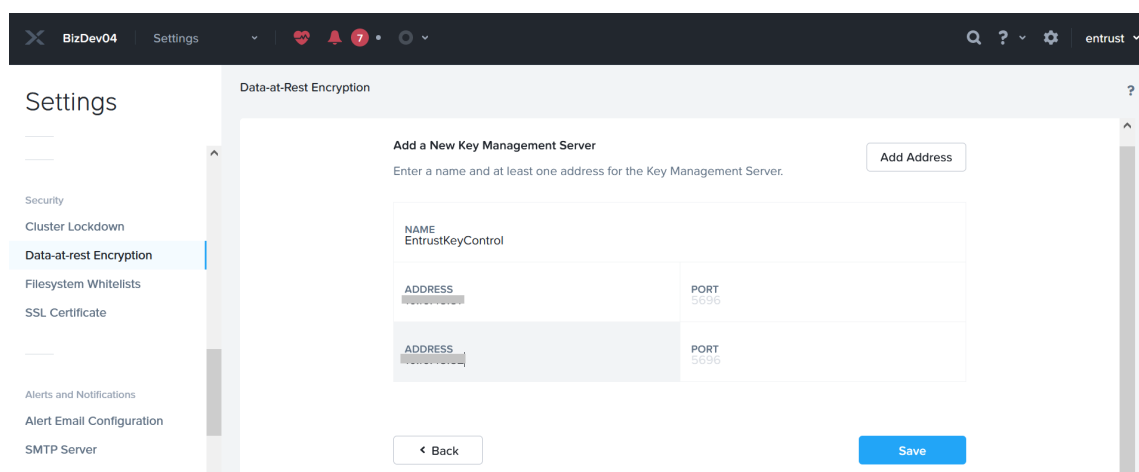 BizDev04 Settings 7 ? entrust
Settings
Data-at-Rest Encryption ?
Add a New Key Management Server
Enter a name and at least one address for the Key Management Server.
Add Address
Security
Cluster Lockdown
Data-at-rest Encryption
Filesystem Whitelists
SSL Certificate
Alerts and Notifications
Alert Email Configuration
SMTP Server
NAME
EntrustKeyControl
ADDRESS PORT
5696
ADDRESS PORT
5696
Back Save